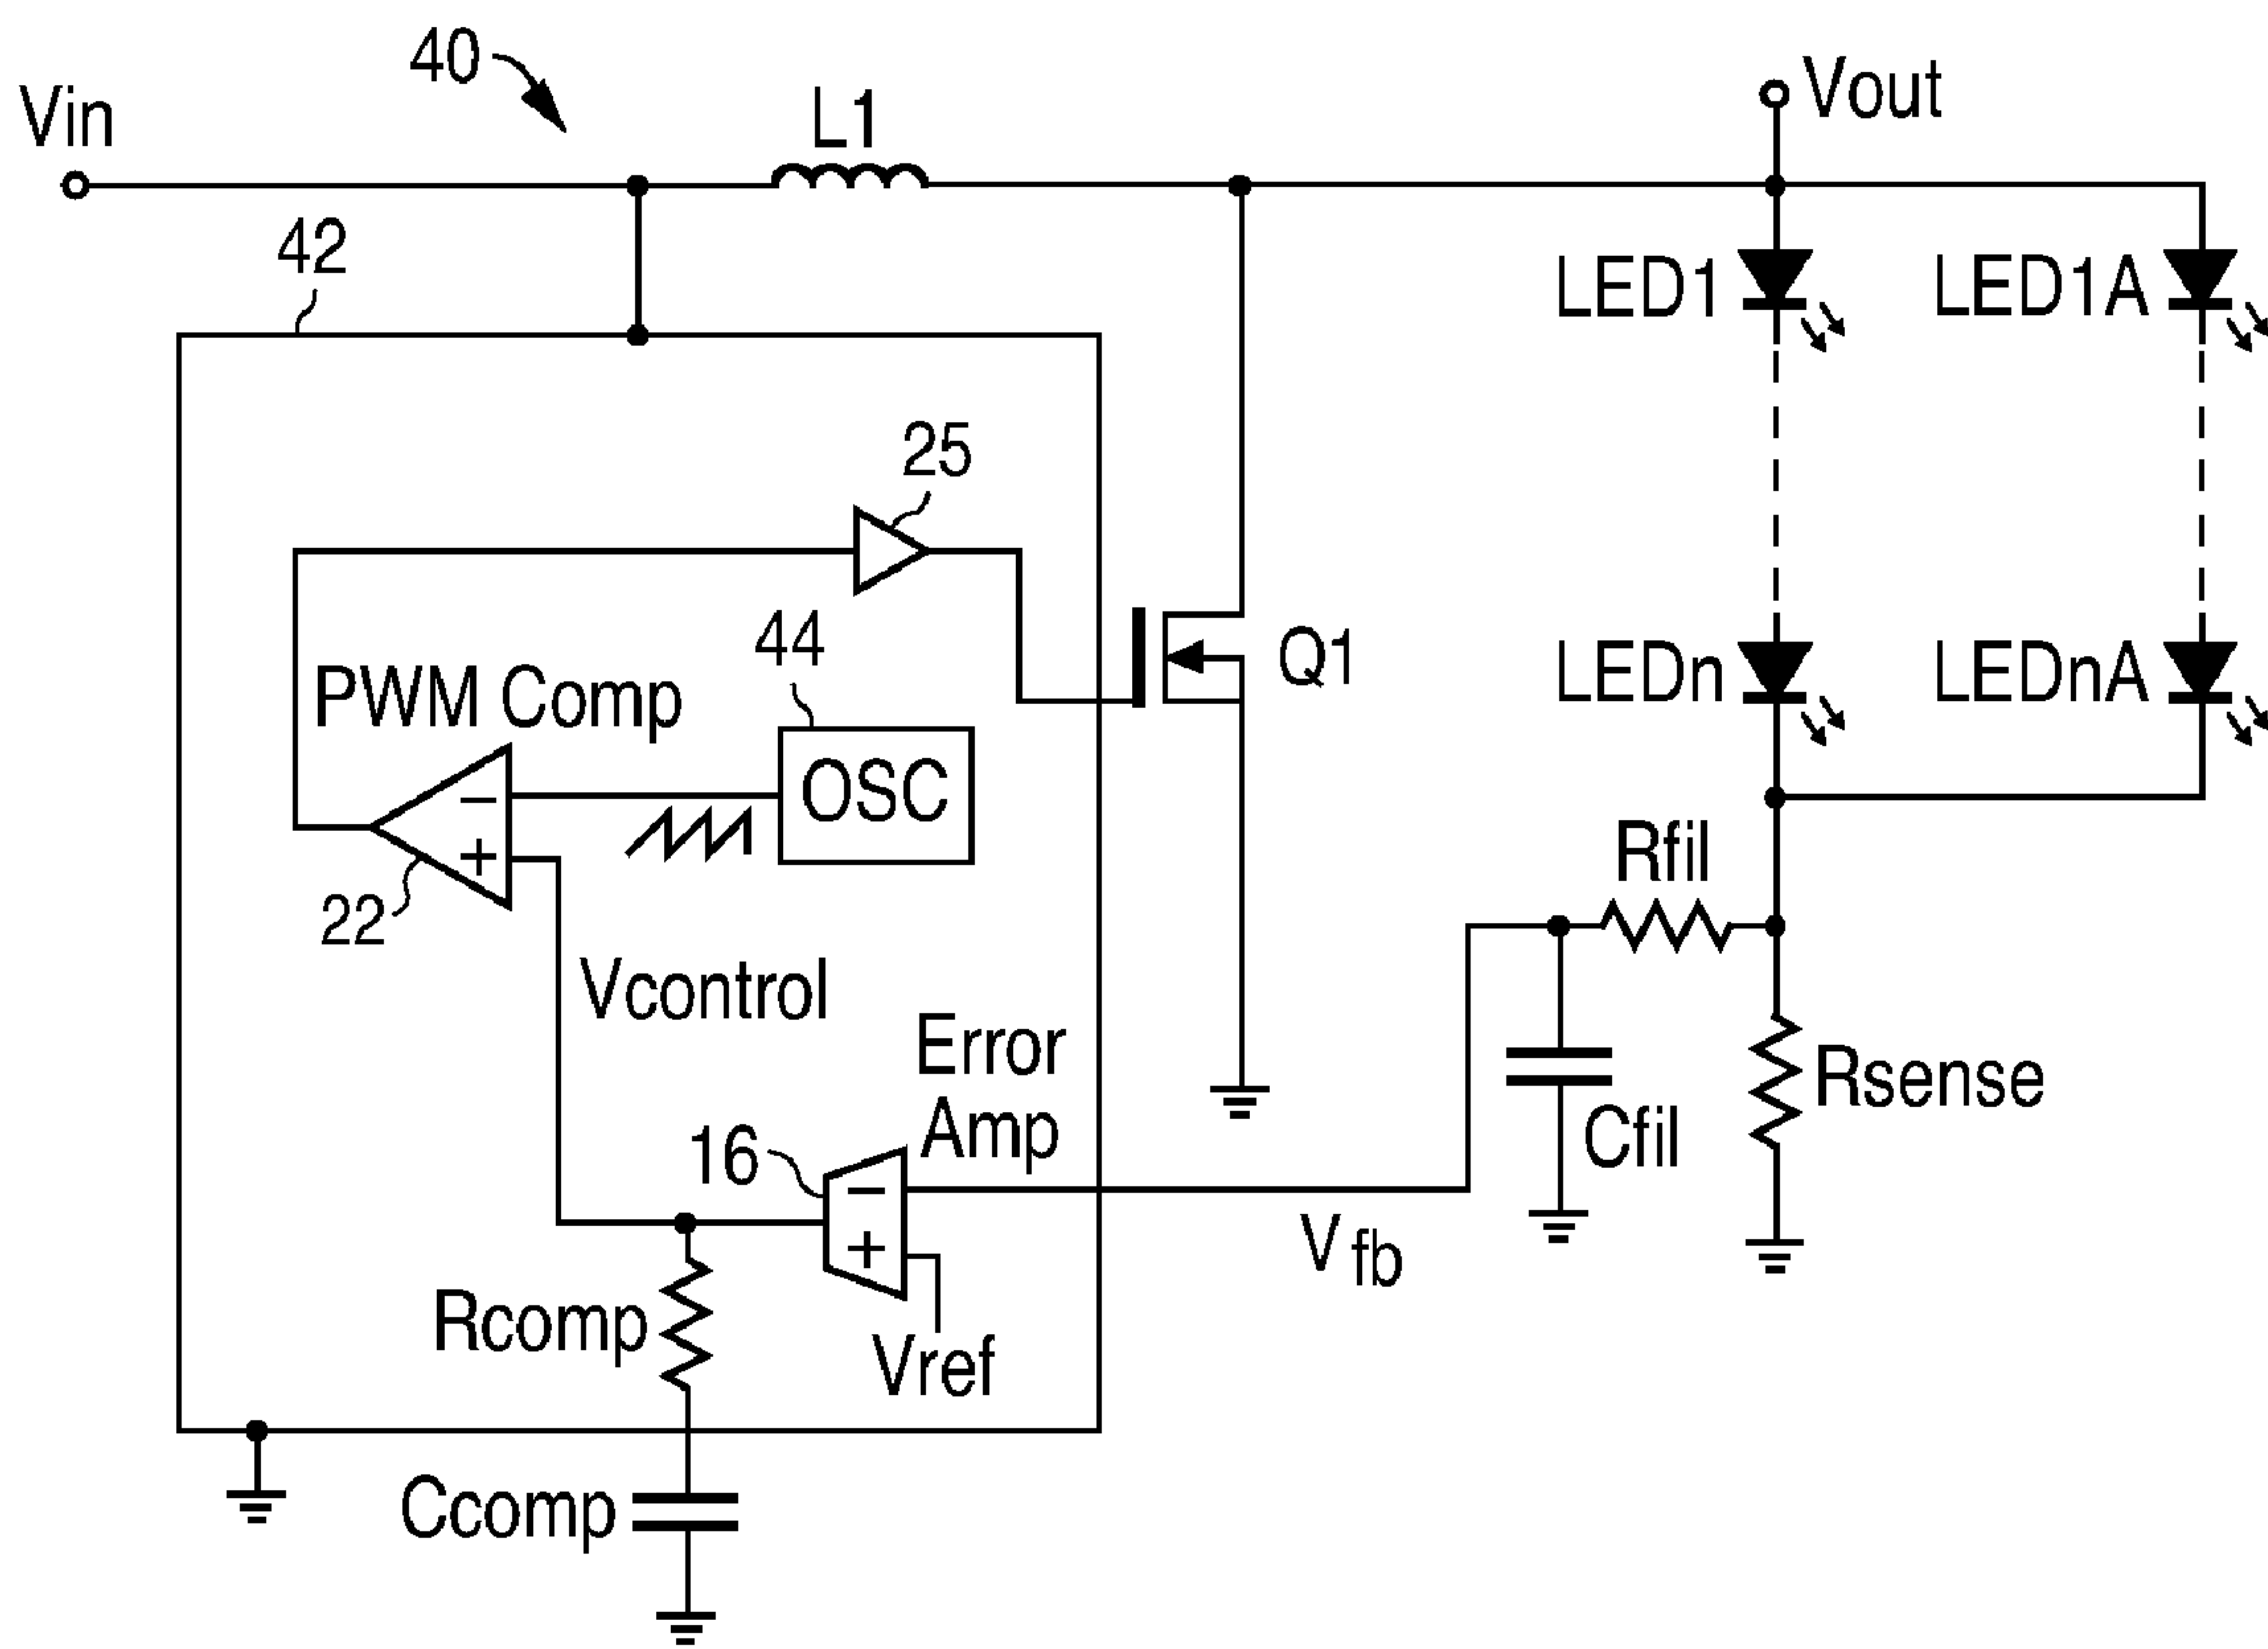 40
Vin
L1
Vout
42
LED1
LED1A
25
44
Q1
LEDn
LEDnA
PWM Comp
OSC
−
+
22
Rfil
Vcontrol
Error
Amp
Rsense
Cfil
16
−
+
Vfb
Rcomp
Vref
Ccomp